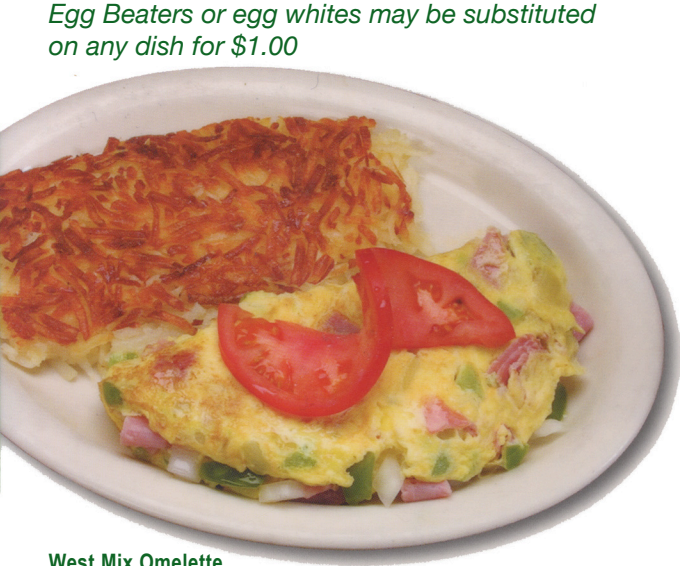 Egg Beaters or egg whites may be substituted
on any dish for $1.00
West Mix Omelette